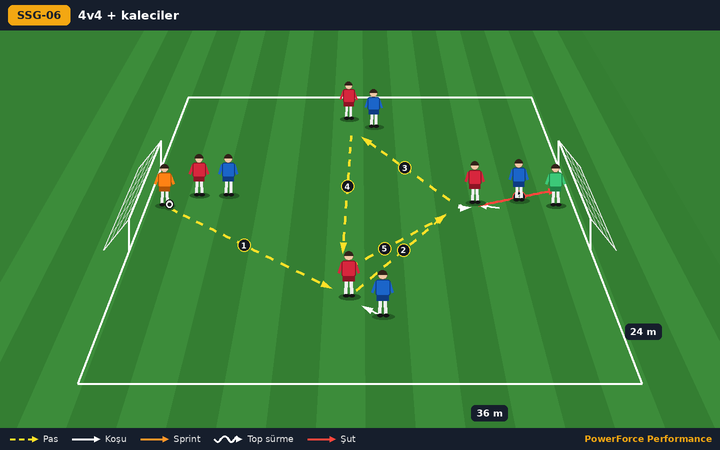 SSG-06 4v4 + kaleciler
3
4
1
5
2
24 m
36 m
Pas Koşu Sprint Top sürme Şut PowerForce Performance